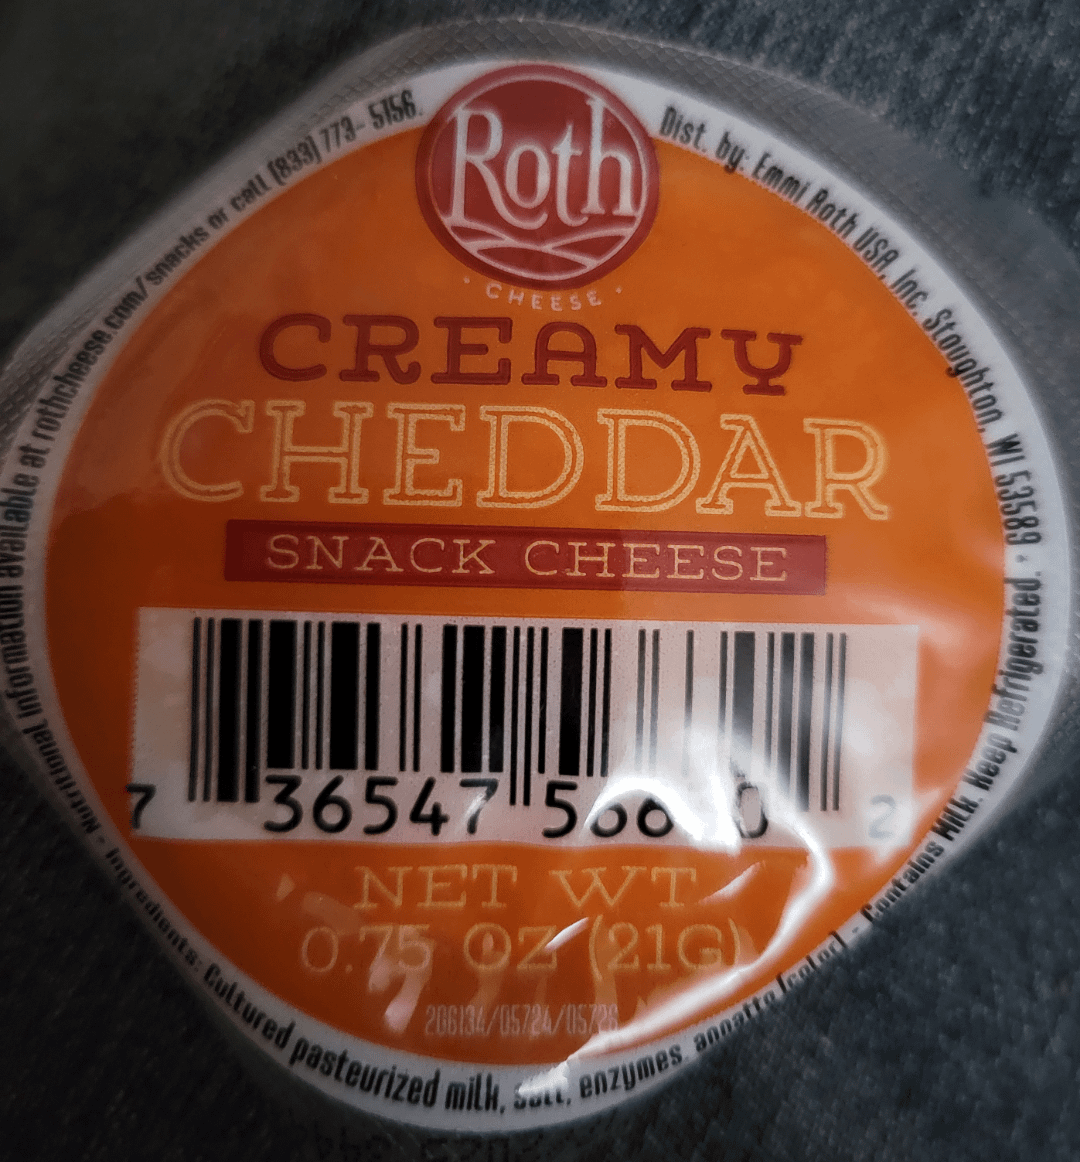 Roth
CHEESE
CREAMY
CHEDDAR
SNACK CHEESE
7 36547 2
NET WT
0.75 OZ (21G)
Dist. by: Emmi Roth USA, Inc. Stoughton, WI 53589 • Ingredients: Cultured pasteurized milk, salt, enzymes, annatto (color) - Contains Milk. Keep Refrigerated.
- Nutritional information available at rothcheese.com/snacks or call (833) 773-5156.